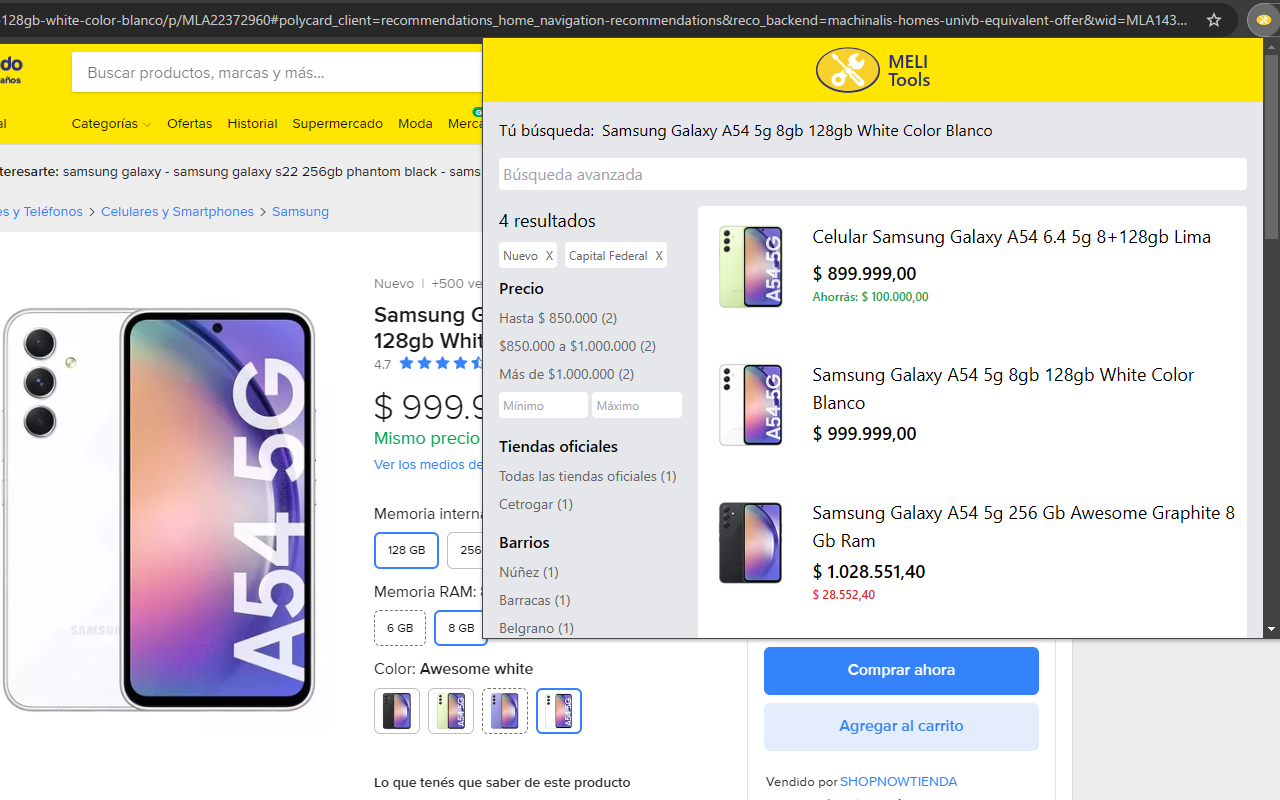 128gb-white-color-blanco/p/MLA22372960#polycard_client=recommendations_home_navigation-recommendations&reco_backend=machinalis-homes-univb-equivalent-offer&wid=MLA143...
do
años
Buscar productos, marcas y más...
Categorías
Ofertas
Historial
Supermercado
Moda
Merca
teresarte: samsung galaxy - samsung galaxy s22 256gb phantom black - sams
s y Teléfonos > Celulares y Smartphones > Samsung
Nuevo | +500 ve
Samsung G
128gb Whit
4.7
$ 999.9
Mismo precio
Ver los medios de
Memoria interna
128 GB
256
Memoria RAM: 8
6 GB
8 GB
Color: Awesome white
Lo que tenés que saber de este producto
SAMSUNG
A54 5G
MELI
Tools
Tú búsqueda: Samsung Galaxy A54 5g 8gb 128gb White Color Blanco
Búsqueda avanzada
4 resultados
Nuevo X
Capital Federal X
Precio
Hasta $ 850.000 (2)
$850.000 a $1.000.000 (2)
Más de $1.000.000 (2)
Mínimo
Máximo
Tiendas oficiales
Todas las tiendas oficiales (1)
Cetrogar (1)
Barrios
Núñez (1)
Barracas (1)
Belgrano (1)
A54 5G
Celular Samsung Galaxy A54 6.4 5g 8+128gb Lima
$ 899.999,00
Ahorrás: $ 100.000,00
A54 5G
Samsung Galaxy A54 5g 8gb 128gb White Color
Blanco
$ 999.999,00
Samsung Galaxy A54 5g 256 Gb Awesome Graphite 8
Gb Ram
$ 1.028.551,40
$ 28.552,40
Comprar ahora
Agregar al carrito
Vendido por SHOPNOWTIENDA